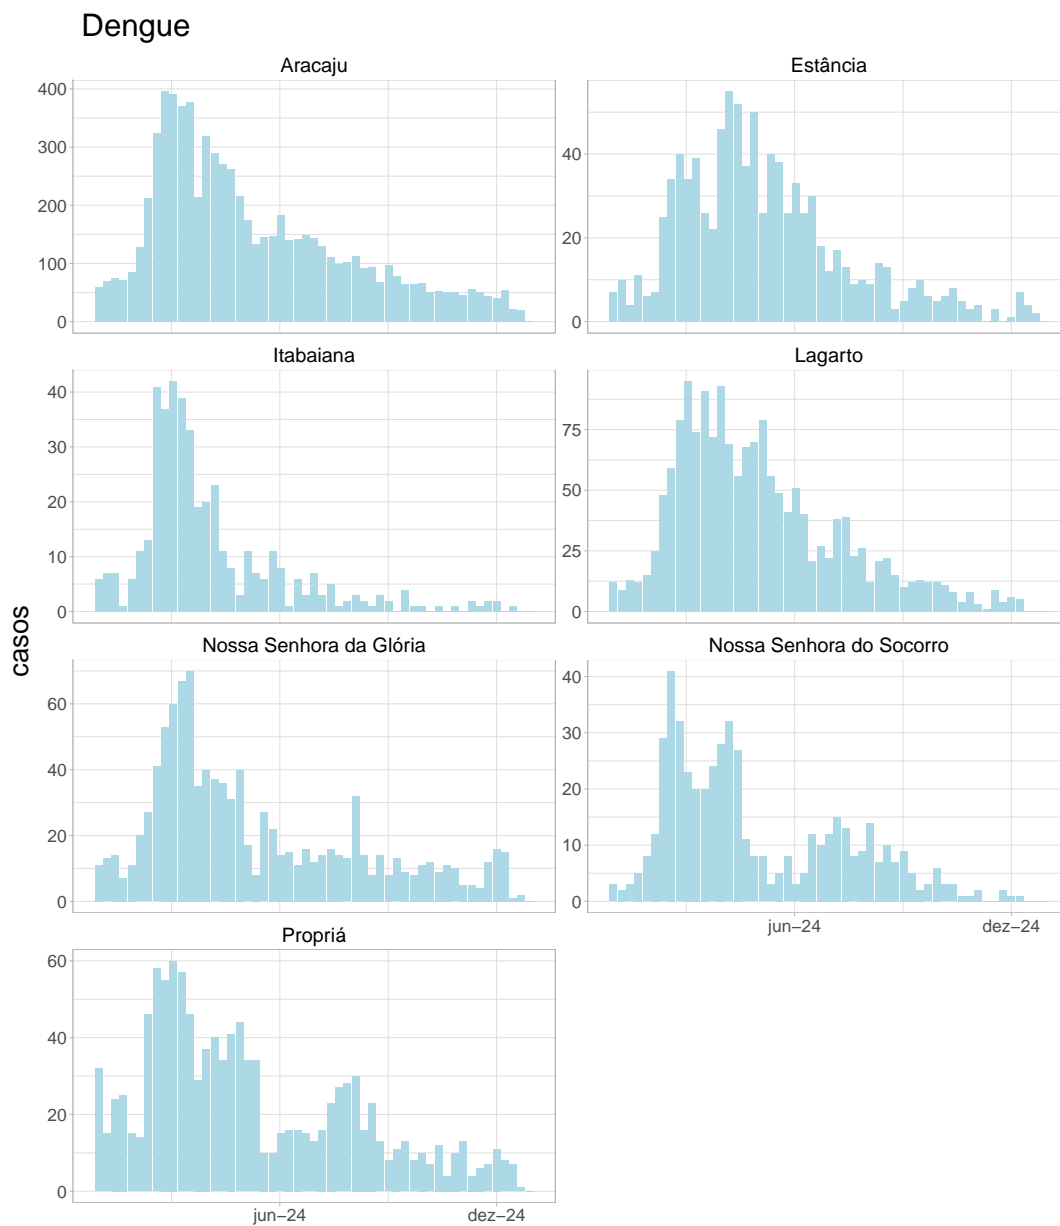 Dengue
Aracaju
Estância
400
300
200
100
0
40
20
0
Itabaiana
Lagarto
40
30
20
10
0
75
50
25
0
casos
Nossa Senhora da Glória
Nossa Senhora do Socorro
60
40
20
0
40
30
20
10
0
jun−24
dez−24
Propriá
60
40
20
0
jun−24
dez−24